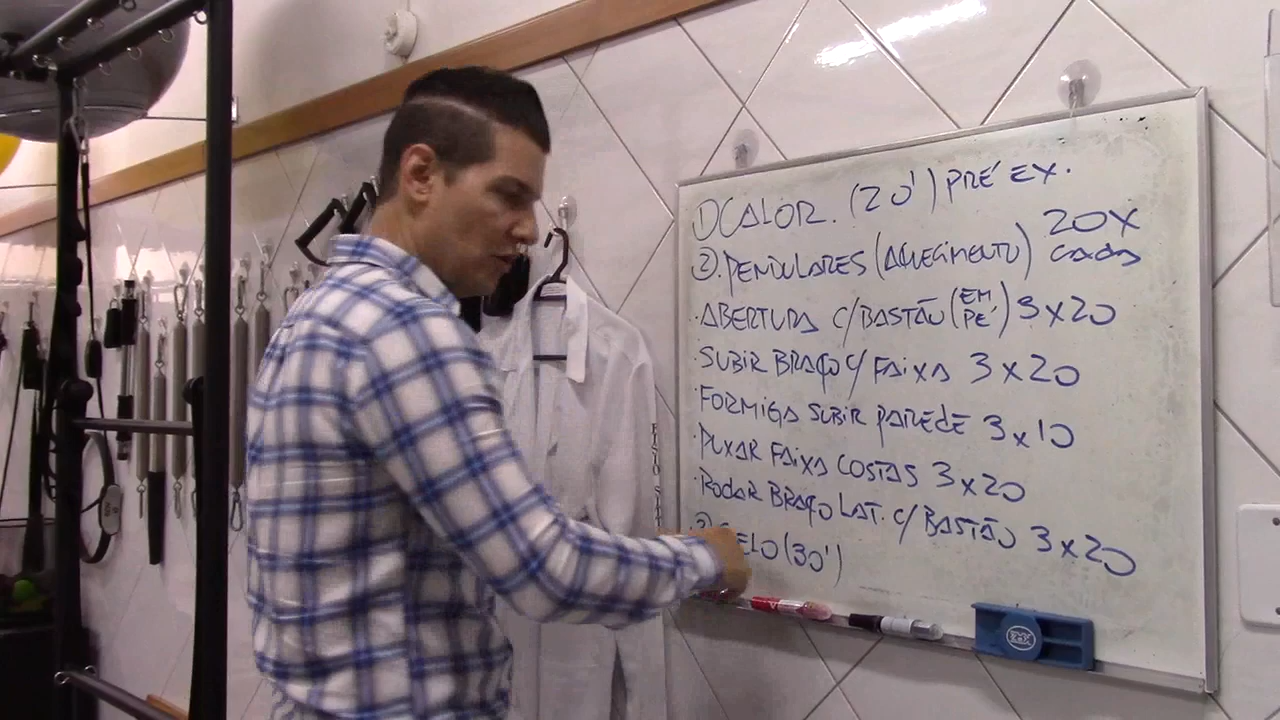 1) CALOR. (20') PRÉ EX.
②. PENDULARES (AQUECIMENTO) 20X cada
· ABERTURA C/BASTÃO (EM PÉ) 3x20
· SUBIR BRAÇO C/ FAIXA 3x20
· FORMIGA SUBIR PAREDE 3x10
· PUXAR FAIXA COSTAS 3x20
· RODAR BRAÇO LAT. C/ BASTÃO 3x20
(30')